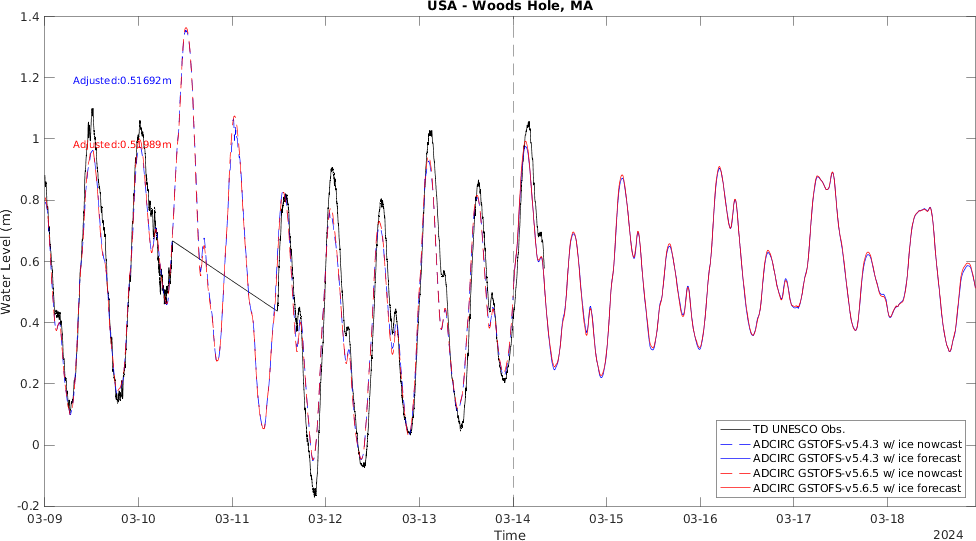 USA - Woods Hole, MA
1.4
1.2
1
0.8
0.6
0.4
0.2
0
-0.2
Water Level (m)
Adjusted:0.51692m
Adjusted:0.51989m
TD UNESCO Obs.
ADCIRC GSTOFS-v5.4.3 w/ ice nowcast
ADCIRC GSTOFS-v5.4.3 w/ ice forecast
ADCIRC GSTOFS-v5.6.5 w/ ice nowcast
ADCIRC GSTOFS-v5.6.5 w/ ice forecast
03-09 03-10 03-11 03-12 03-13 03-14 03-15 03-16 03-17 03-18
Time
2024